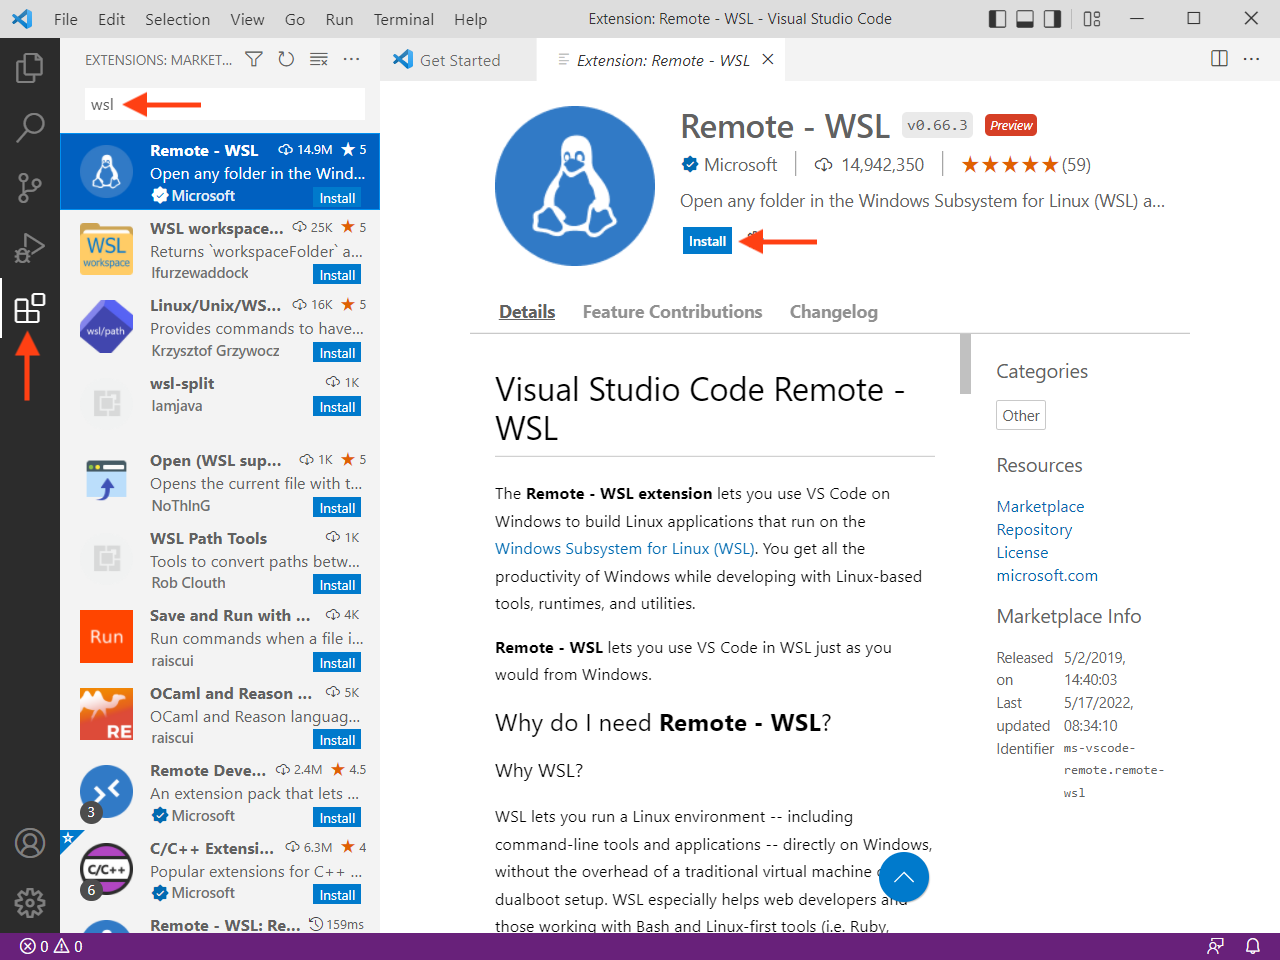 File Edit Selection View Go Run Terminal Help
Extension: Remote - WSL - Visual Studio Code
EXTENSIONS: MARKET...
wsl
Remote - WSL 14.9M 5
Open any folder in the Wind...
Microsoft Install
WSL workspace... 25K 5
Returns `workspaceFolder` a...
lfurzewaddock Install
WSL workspace
Linux/Unix/WS... 16K 5
Provides commands to have...
Krzysztof Grzywocz Install
wsl/path
wsl-split 1K
lamjava Install
Open (WSL sup... 1K 5
Opens the current file with t...
NoThInG Install
WSL Path Tools 1K
Tools to convert paths betw...
Rob Clouth Install
Save and Run with ... 4K
Run commands when a file i...
raiscui Install
Run
OCaml and Reason ... 5K
OCaml and Reason languag...
raiscui Install
RE
Remote Deve... 2.4M 4.5
An extension pack that lets ...
Microsoft Install
3
C/C++ Extensi... 6.3M 4
Popular extensions for C++ ...
Microsoft Install
C/C++
6
Remote - WSL: Re... 159ms
Get Started
Extension: Remote - WSL
Remote - WSL v0.66.3 Preview
Microsoft 14,942,350 (59)
Open any folder in the Windows Subsystem for Linux (WSL) a...
Install
Details Feature Contributions Changelog
Visual Studio Code Remote -
WSL
The Remote - WSL extension lets you use VS Code on
Windows to build Linux applications that run on the
Windows Subsystem for Linux (WSL). You get all the
productivity of Windows while developing with Linux-based
tools, runtimes, and utilities.
Remote - WSL lets you use VS Code in WSL just as you
would from Windows.
Why do I need Remote - WSL?
Why WSL?
WSL lets you run a Linux environment -- including
command-line tools and applications -- directly on Windows,
without the overhead of a traditional virtual machine
dualboot setup. WSL especially helps web developers and
those working with Bash and Linux-first tools (i.e. Ruby,
Categories
Other
Resources
Marketplace
Repository
License
microsoft.com
Marketplace Info
Released on 5/2/2019, 14:40:03
Last updated 5/17/2022, 08:34:10
Identifier ms-vscode-remote.remote-wsl
0 0